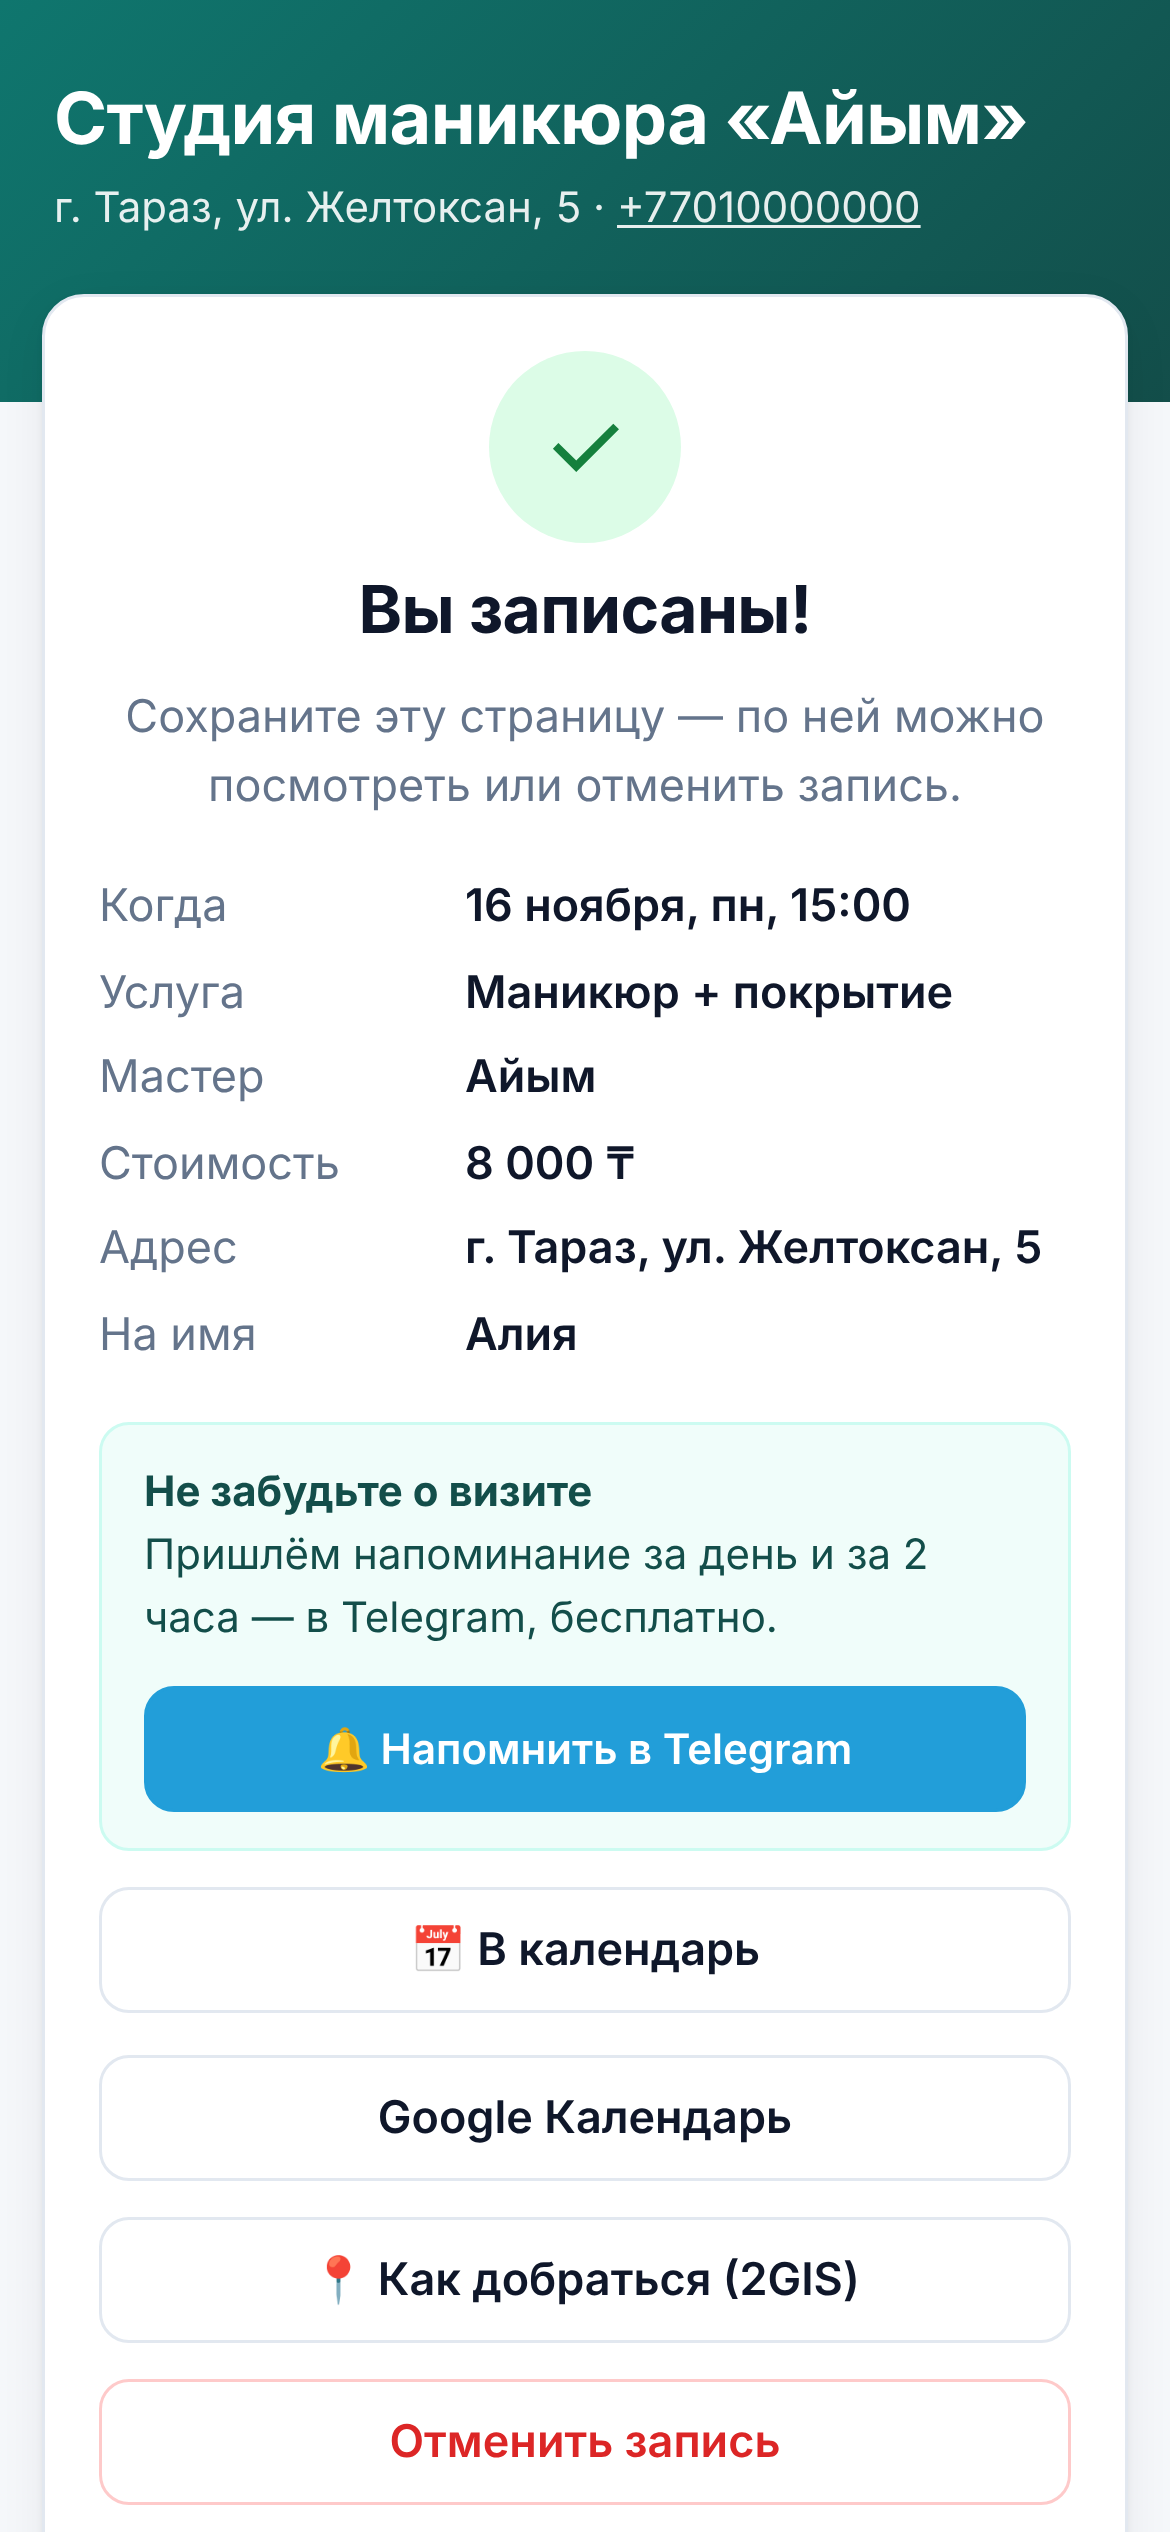 Студия маникюра «Айым»
г. Тараз, ул. Желтоксан, 5 · +77010000000
Вы записаны!
Сохраните эту страницу — по ней можно
посмотреть или отменить запись.
Когда 16 ноября, пн, 15:00
Услуга Маникюр + покрытие
Мастер Айым
Стоимость 8 000 ₸
Адрес г. Тараз, ул. Желтоксан, 5
На имя Алия
Не забудьте о визите
Пришлём напоминание за день и за 2
часа — в Telegram, бесплатно.
🔔 Напомнить в Telegram
📅 В календарь
Google Календарь
📍 Как добраться (2GIS)
Отменить запись